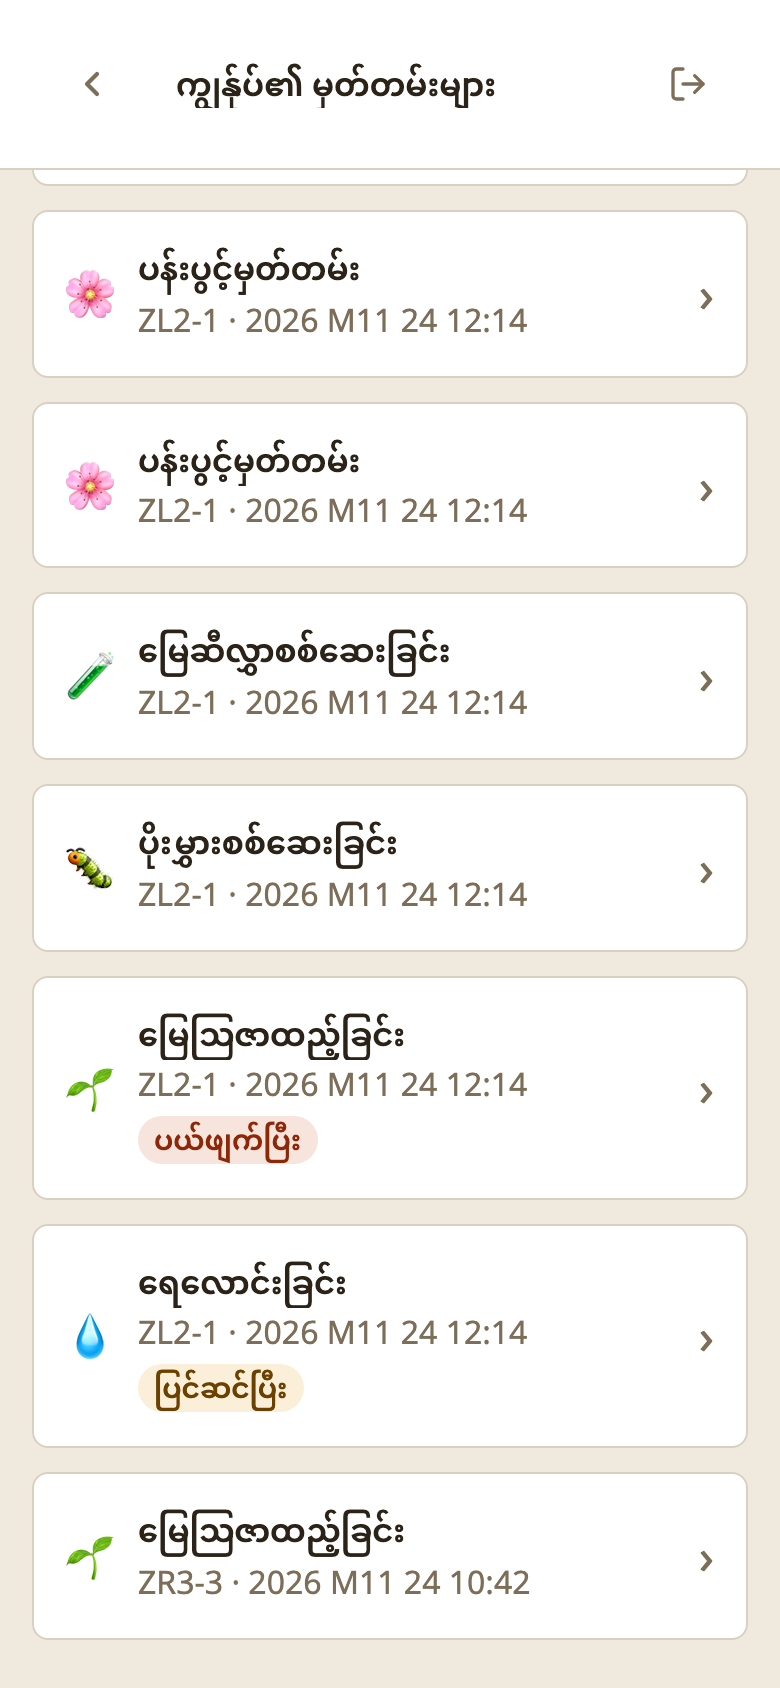 ကျွန်ုပ်၏ မှတ်တမ်းများ
ပန်းပွင့်မှတ်တမ်း
ZL2-1 · 2026 M11 24 12:14
ပန်းပွင့်မှတ်တမ်း
ZL2-1 · 2026 M11 24 12:14
မြေဆီလွှာစစ်ဆေးခြင်း
ZL2-1 · 2026 M11 24 12:14
ပိုးမွှားစစ်ဆေးခြင်း
ZL2-1 · 2026 M11 24 12:14
မြေသြဇာထည့်ခြင်း
ZL2-1 · 2026 M11 24 12:14
ပယ်ဖျက်ပြီး
ရေလောင်းခြင်း
ZL2-1 · 2026 M11 24 12:14
ပြင်ဆင်ပြီး
မြေသြဇာထည့်ခြင်း
ZR3-3 · 2026 M11 24 10:42